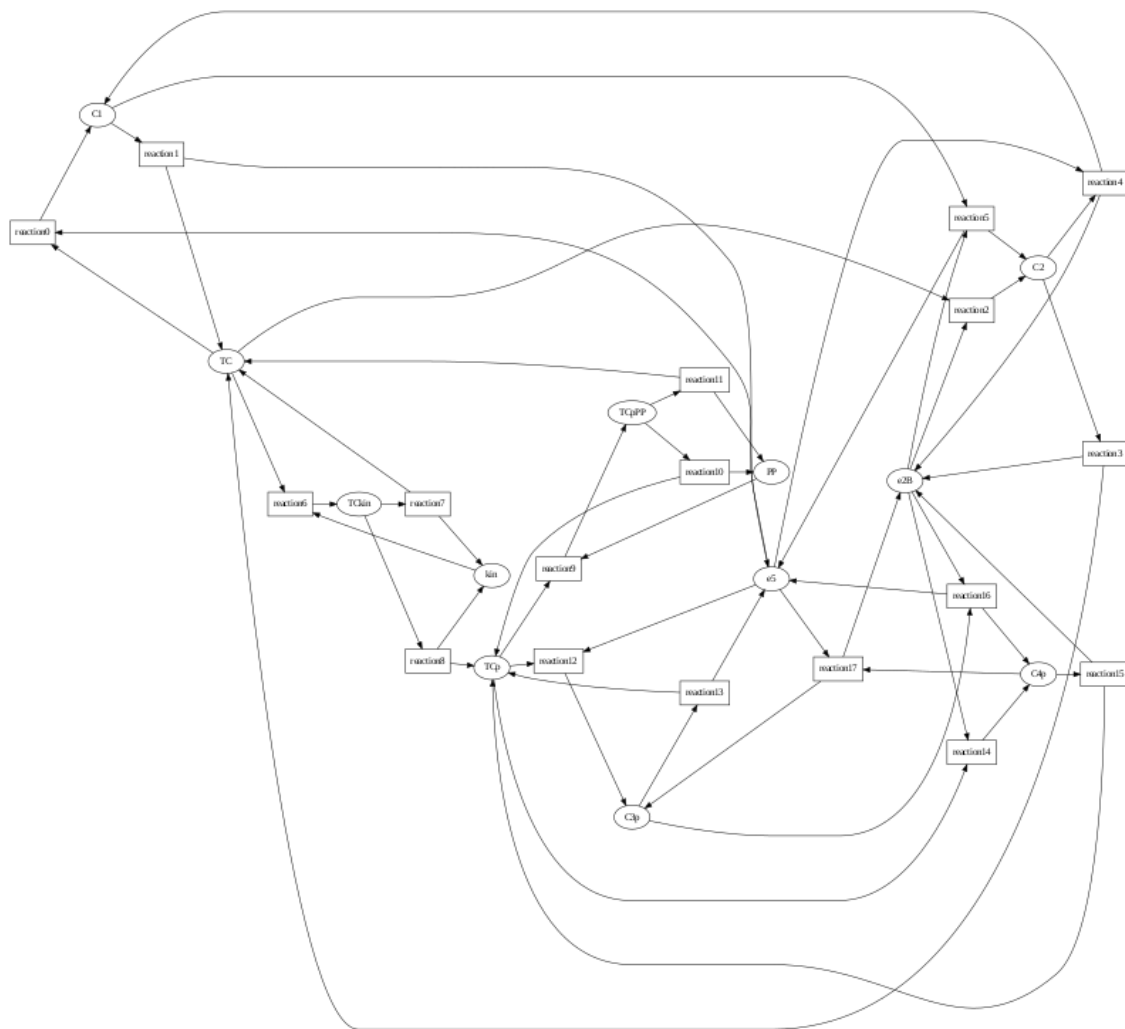 C1
reaction1
reaction4
reaction5
reaction0
C2
reaction2
TC
reaction11
TCpPP
reaction3
reaction10
PP
e2B
reaction6
TCkin
reaction7
reaction9
kin
e5
reaction16
reaction8
TCp
reaction12
reaction17
C4p
reaction15
reaction13
reaction14
C3p